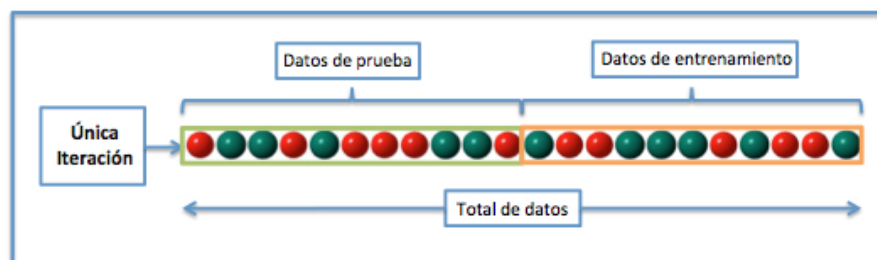 Datos de prueba
Datos de entrenamiento
Única
Iteración
Total de datos